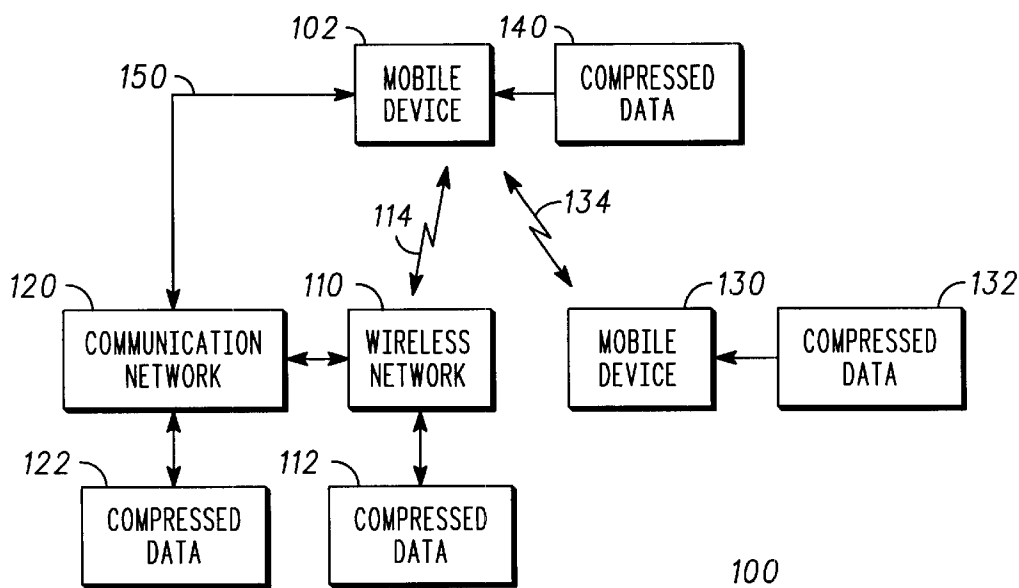 102
140
150
MOBILE
DEVICE
COMPRESSED
DATA
114
134
120
110
130
132
COMMUNICATION
NETWORK
WIRELESS
NETWORK
MOBILE
DEVICE
COMPRESSED
DATA
122
112
COMPRESSED
DATA
COMPRESSED
DATA
100